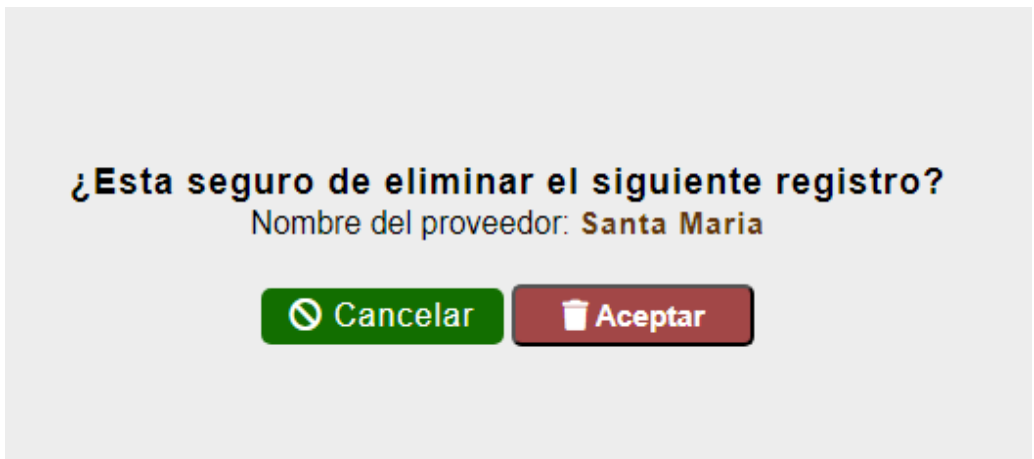 ¿Esta seguro de eliminar el siguiente registro?
Nombre del proveedor: Santa Maria
Cancelar Aceptar